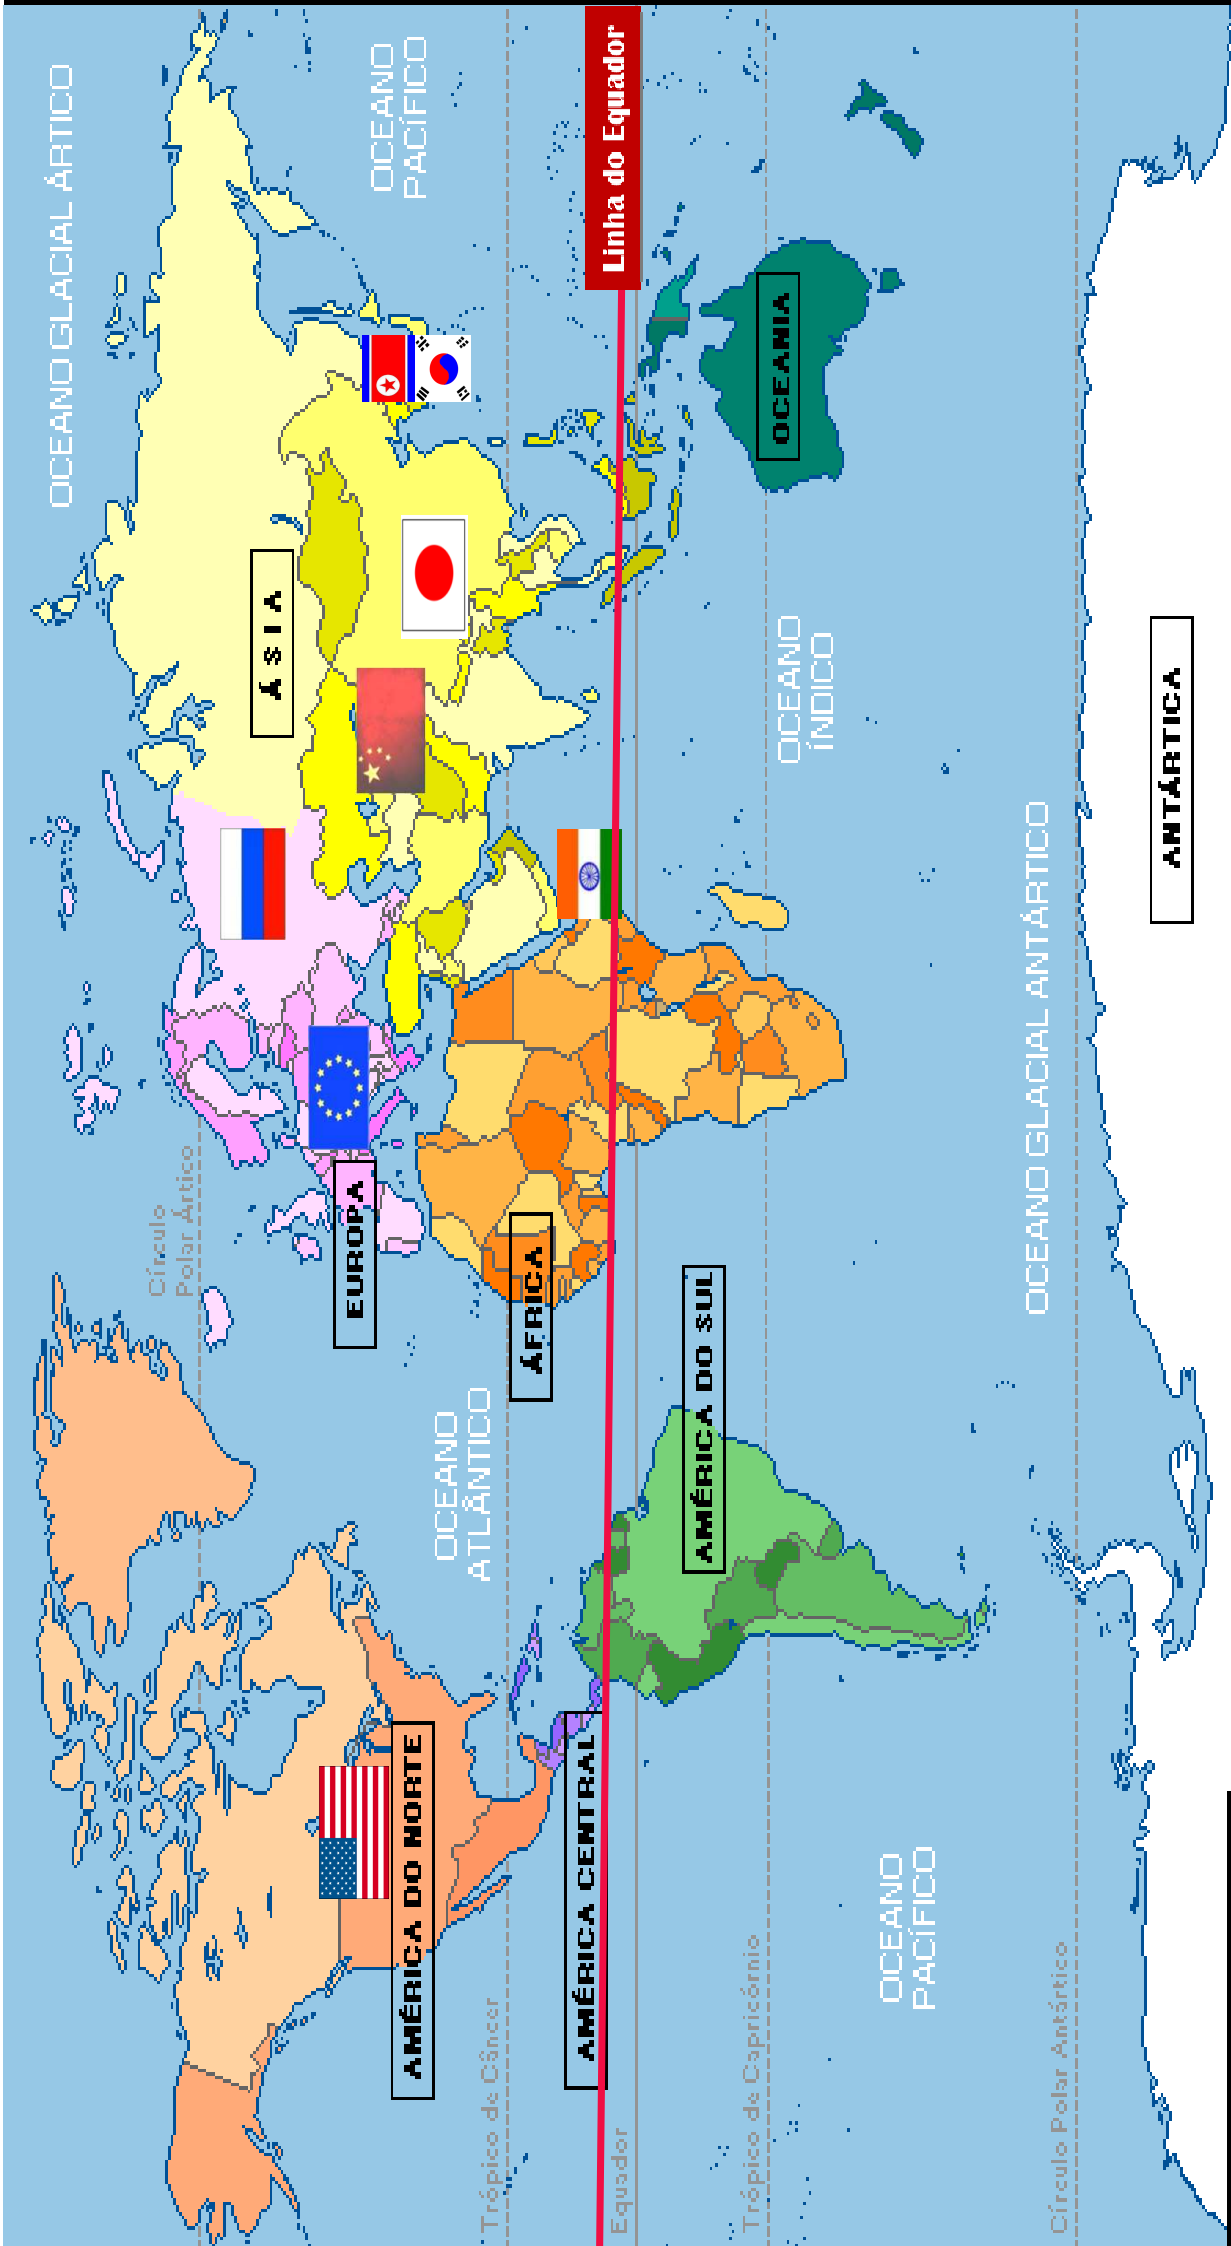 OCEANO GLACIAL ÁRTICO
Círculo
Polar Ártico
ÁSIA
EUROPA
AMÉRICA DO NORTE
OCEANO
PACÍFICO
OCEANO
ATLÂNTICO
Trópico de Câncer
ÁFRICA
AMÉRICA CENTRAL
Linha do Equador
Equador
AMÉRICA DO SUL
OCEANIA
Trópico de Capricórnio
OCEANO
ÍNDICO
OCEANO
PACÍFICO
OCEANO GLACIAL ANTÁRTICO
Círculo Polar Antártico
ANTÁRTICA